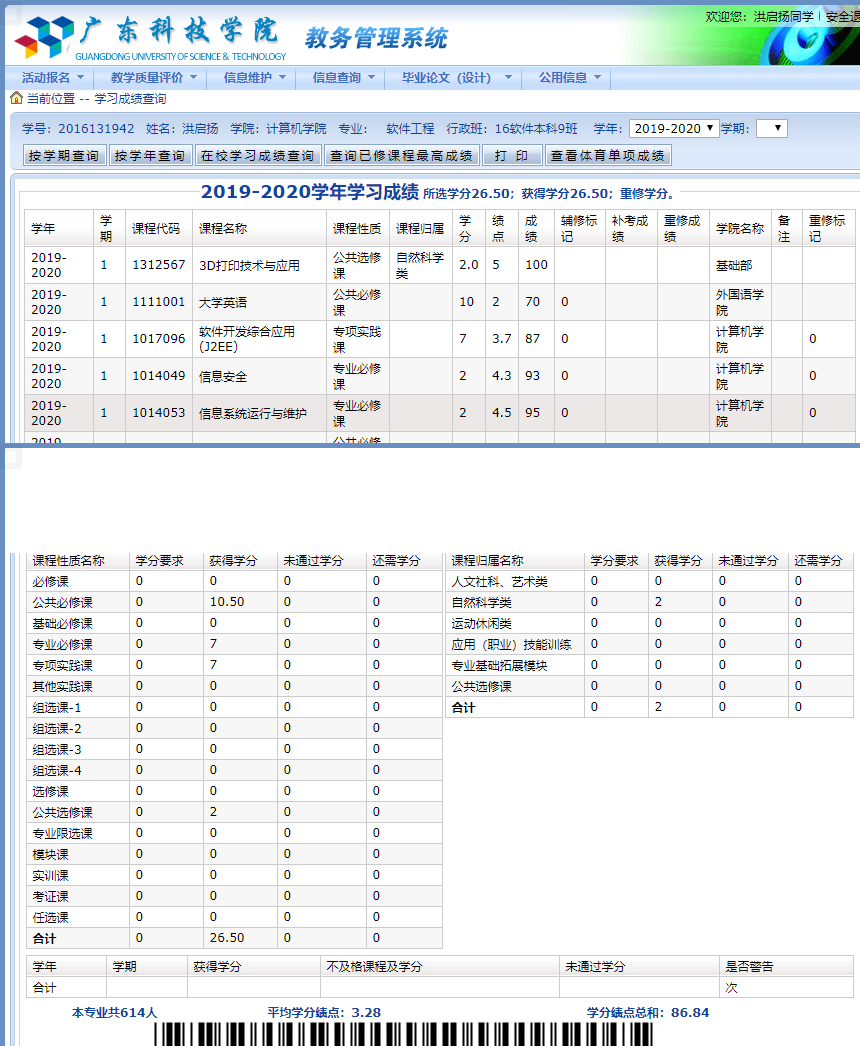 广东科技学院 教务管理系统
GUANGDONG UNIVERSITY OF SCIENCE & TECHNOLOGY
欢迎您：洪启扬同学 安全退
活动报名 教学质量评价 信息维护 信息查询 毕业论文（设计） 公用信息
当前位置 -- 学习成绩查询
学号：2016131942 姓名：洪启扬 学院：计算机学院 专业： 软件工程 行政班：16软件本科9班 学年：2019-2020 学期：
按学期查询 按学年查询 在校学习成绩查询 查询已修课程最高成绩 打 印 查看体育单项成绩
2019-2020学年学习成绩 所选学分26.50；获得学分26.50；重修学分。
学年 学期 课程代码 课程名称 课程性质 课程归属 学分 绩点 成绩 辅修标记 补考成绩 重修成绩 学院名称 备注 重修标记
2019-2020 1 1312567 3D打印技术与应用 公共选修课 自然科学类 2.0 5 100 基础部
2019-2020 1 1111001 大学英语 公共必修课 10 2 70 0 外国语学院
2019-2020 1 1017096 软件开发综合应用(J2EE) 专项实践课 7 3.7 87 0 计算机学院 0
2019-2020 1 1014049 信息安全 专业必修课 2 4.3 93 0 计算机学院 0
2019-2020 1 1014053 信息系统运行与维护 专业必修课 2 4.5 95 0 计算机学院 0
课程性质名称 学分要求 获得学分 未通过学分 还需学分 课程归属名称 学分要求 获得学分 未通过学分 还需学分
必修课 0 0 0 0 人文社科、艺术类 0 0 0 0
公共必修课 0 10.50 0 0 自然科学类 0 2 0 0
基础必修课 0 0 0 0 运动休闲类 0 0 0 0
专业必修课 0 7 0 0 应用（职业）技能训练 0 0 0 0
专项实践课 0 7 0 0 专业基础拓展模块 0 0 0 0
其他实践课 0 0 0 0 公共选修课 0 0 0 0
组选课-1 0 0 0 0 合计 0 2 0 0
组选课-2 0 0 0 0
组选课-3 0 0 0 0
组选课-4 0 0 0 0
选修课 0 0 0 0
公共选修课 0 2 0 0
专业限选课 0 0 0 0
模块课 0 0 0 0
实训课 0 0 0 0
考证课 0 0 0 0
任选课 0 0 0 0
合计 0 26.50 0 0
学年 学期 获得学分 不及格课程及学分 未通过学分 是否警告
合计 次
本专业共614人 平均学分绩点：3.28 学分绩点总和：86.84